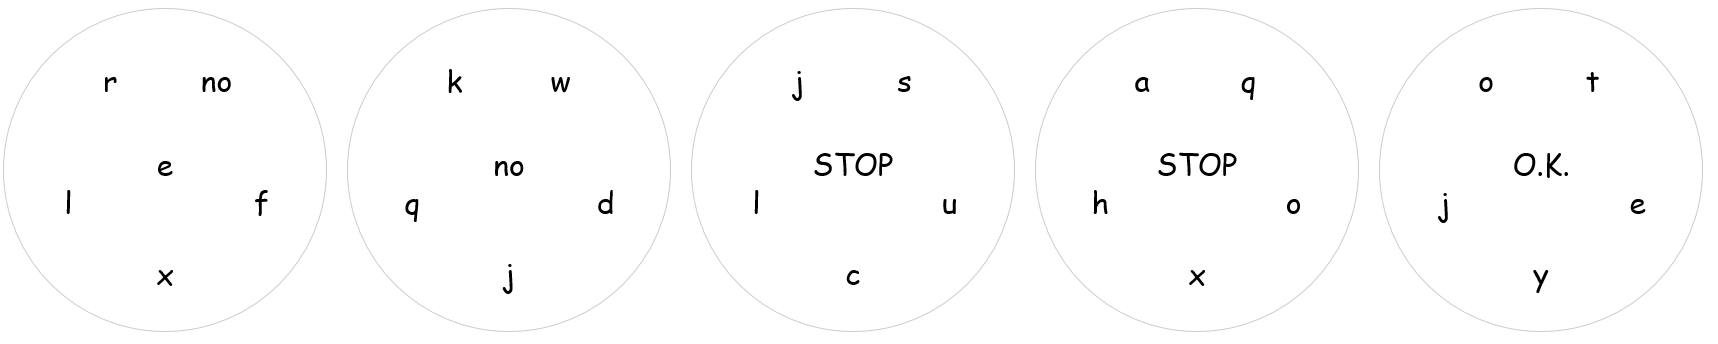 r no
e
l f
x
k w
no
q d
j
j s
STOP
l u
c
a q
STOP
h o
x
o t
O.K.
j e
y